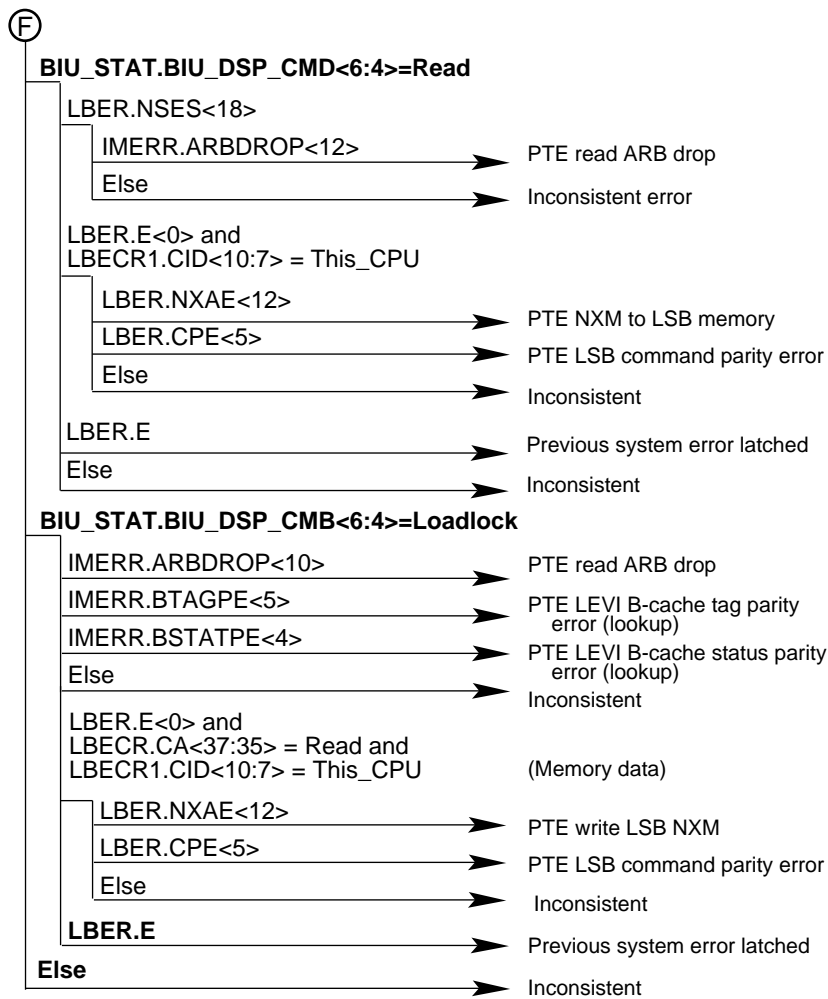 F
BIU_STAT.BIU_DSP_CMD<6:4>=Read
LBER.NSES<18>
IMERR.ARBDROP<12>
PTE read ARB drop
Else
Inconsistent error
LBER.E<0> and
LBECR1.CID<10:7> = This_CPU
LBER.NXAE<12>
PTE NXM to LSB memory
LBER.CPE<5>
PTE LSB command parity error
Else
Inconsistent
LBER.E
Previous system error latched
Else
Inconsistent
BIU_STAT.BIU_DSP_CMB<6:4>=Loadlock
IMERR.ARBDROP<10>
PTE read ARB drop
IMERR.BTAGPE<5>
PTE LEVI B-cache tag parity
error (lookup)
IMERR.BSTATPE<4>
PTE LEVI B-cache status parity
error (lookup)
Else
Inconsistent
LBER.E<0> and
LBECR.CA<37:35> = Read and
LBECR1.CID<10:7> = This_CPU
(Memory data)
LBER.NXAE<12>
PTE write LSB NXM
LBER.CPE<5>
PTE LSB command parity error
Else
Inconsistent
LBER.E
Previous system error latched
Else
Inconsistent